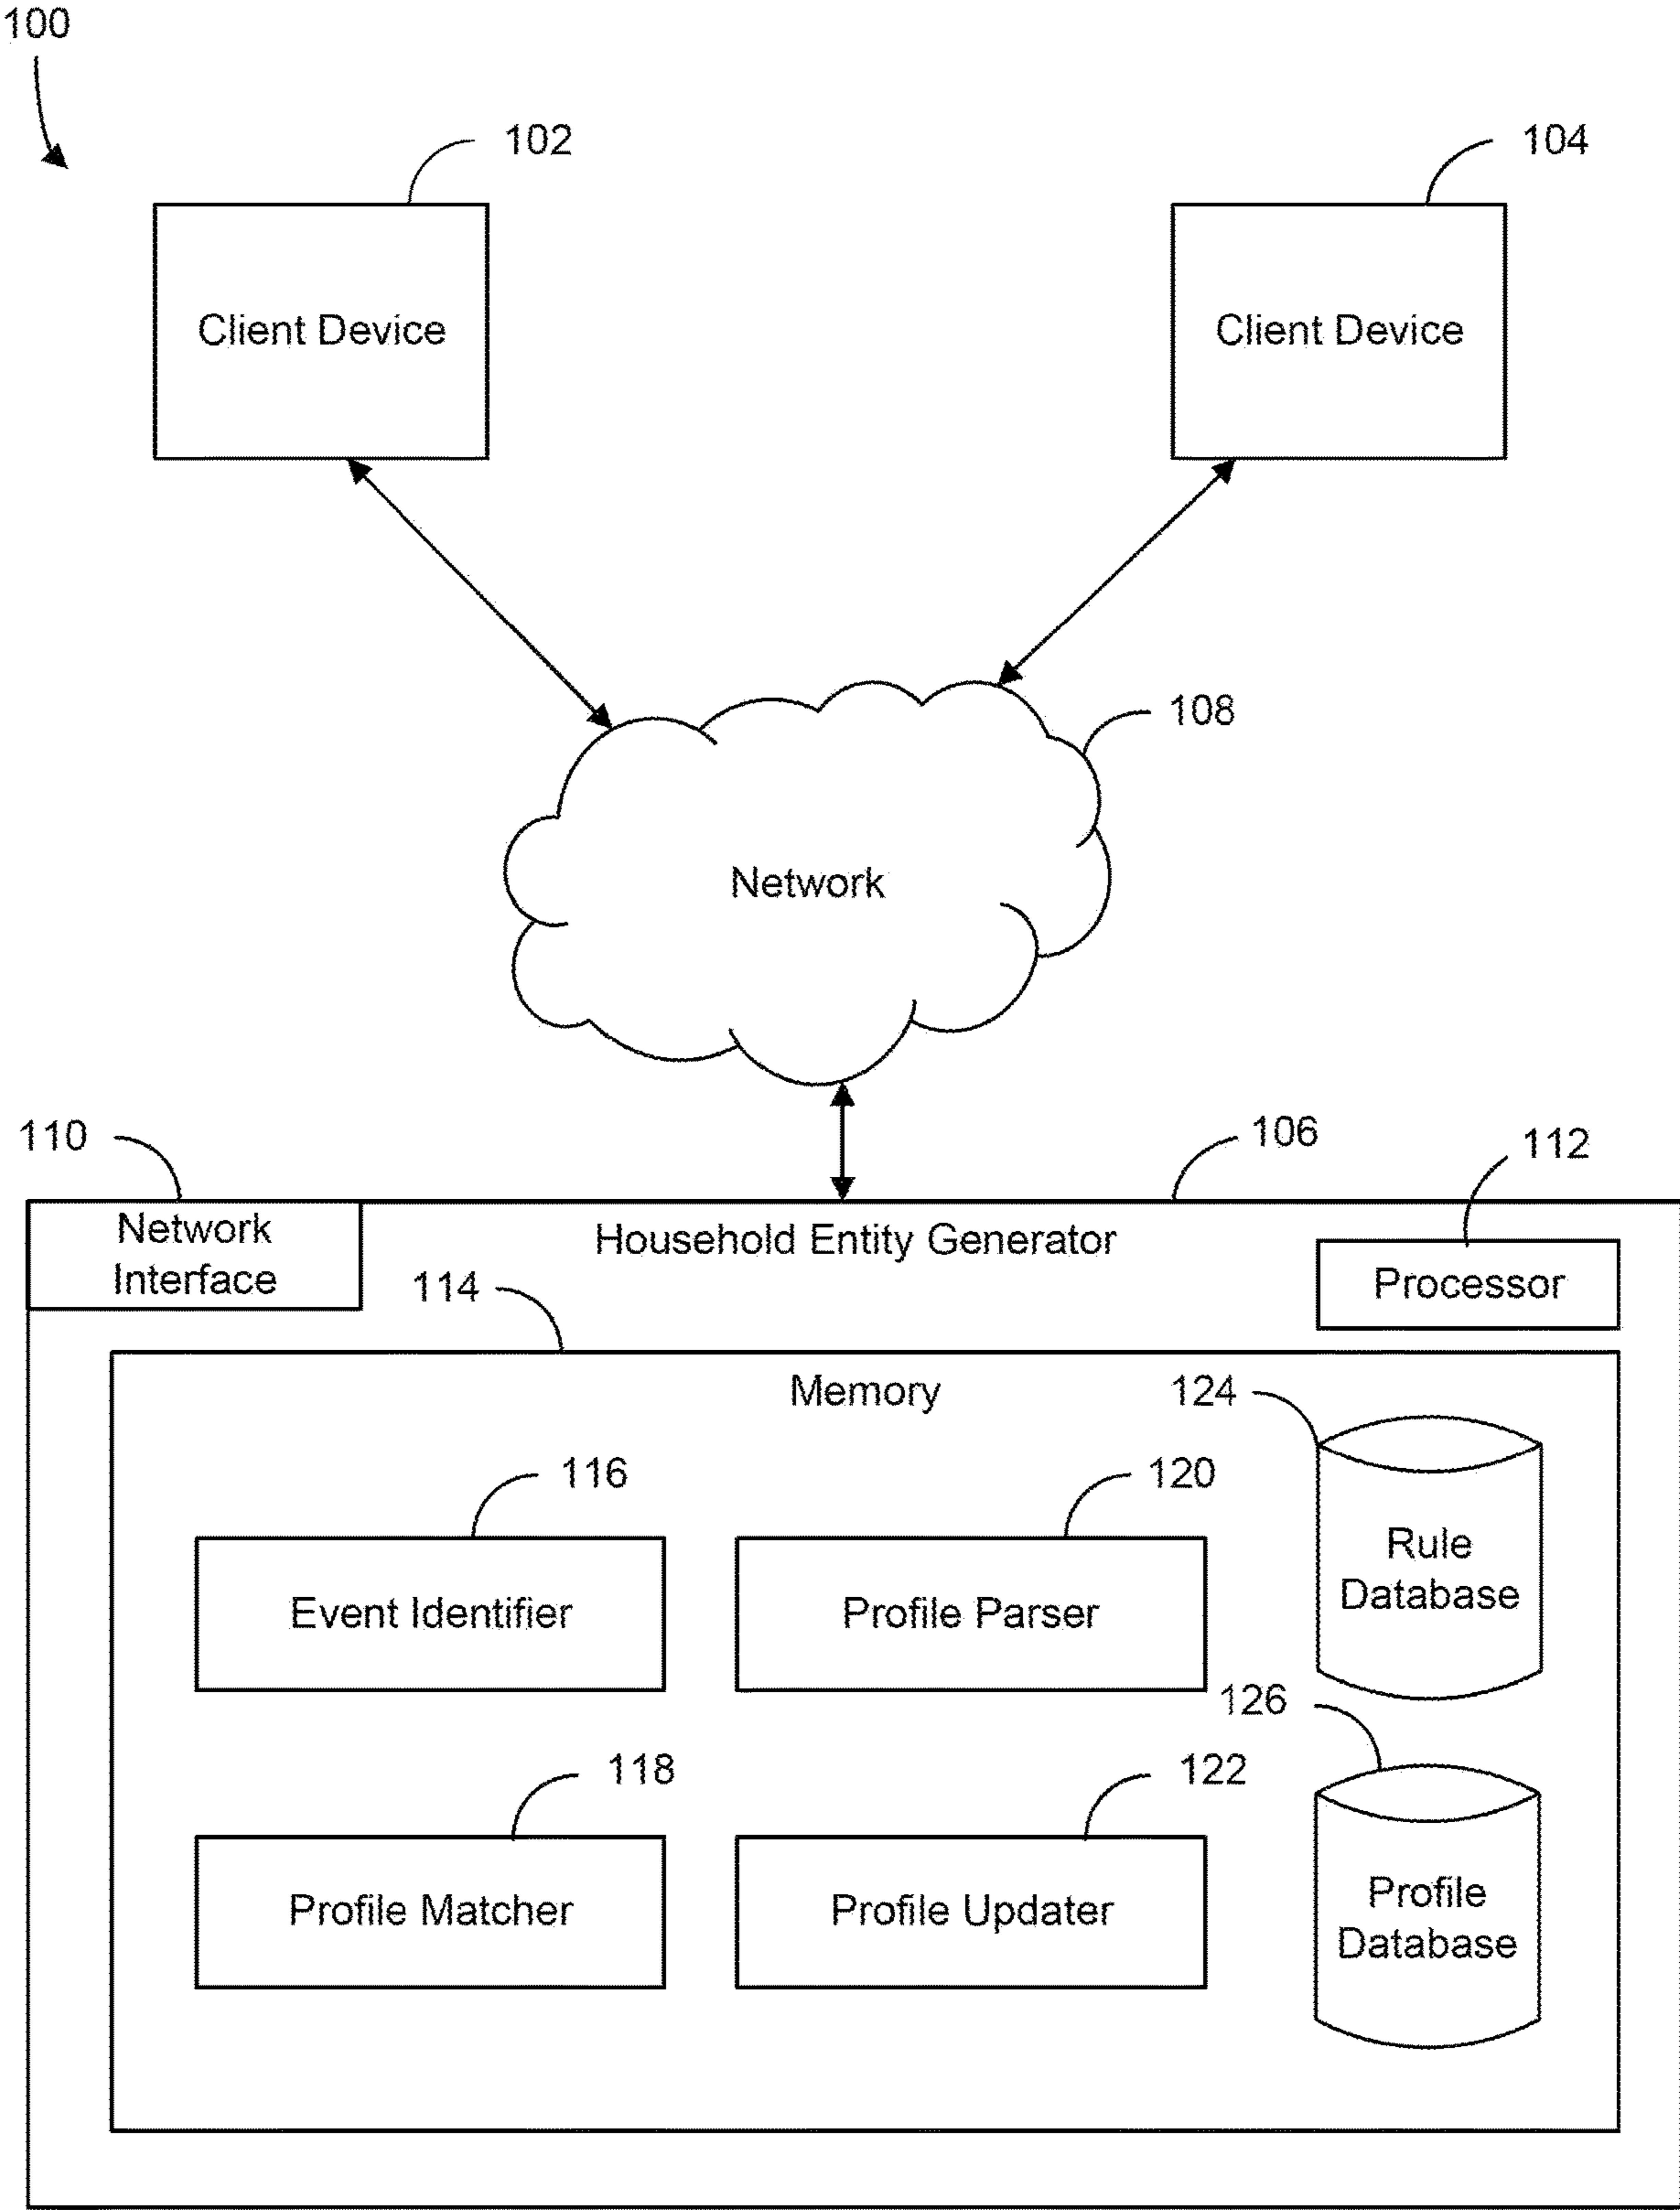 100
102
104
Client Device
Client Device
108
Network
110
106
112
Network
Interface
Household Entity Generator
Processor
114
Memory
124
116
120
Rule
Database
Event Identifier
Profile Parser
126
118
122
Profile Matcher
Profile Updater
Profile
Database